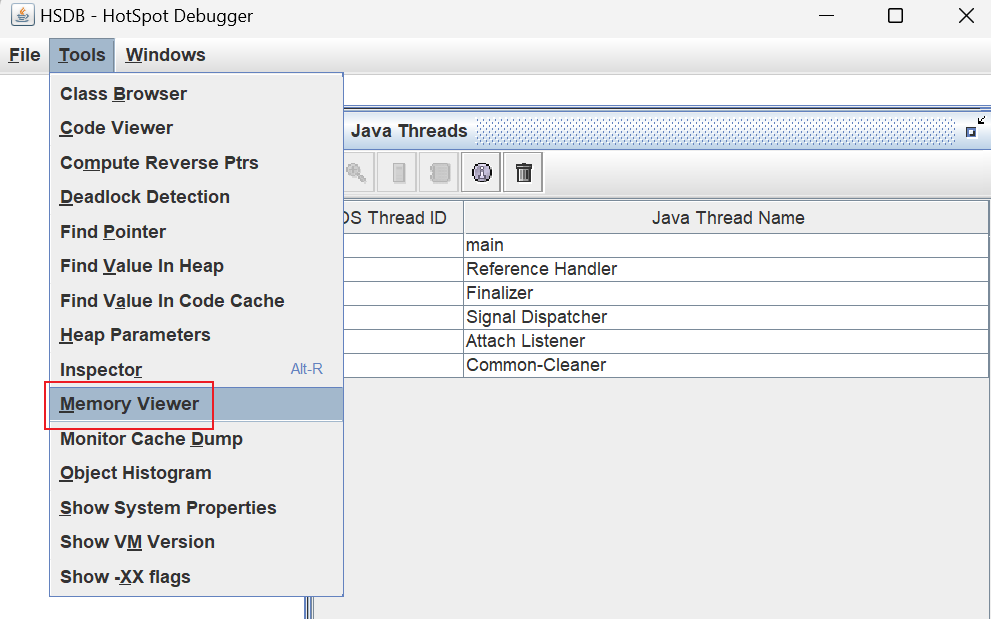 HSDB - HotSpot Debugger
File Tools Windows
Class Browser
Code Viewer
Compute Reverse Ptrs
Deadlock Detection
Find Pointer
Find Value In Heap
Find Value In Code Cache
Heap Parameters
Inspector Alt-R
Memory Viewer
Monitor Cache Dump
Object Histogram
Show System Properties
Show VM Version
Show -XX flags
Java Threads
OS Thread ID Java Thread Name
main
Reference Handler
Finalizer
Signal Dispatcher
Attach Listener
Common-Cleaner